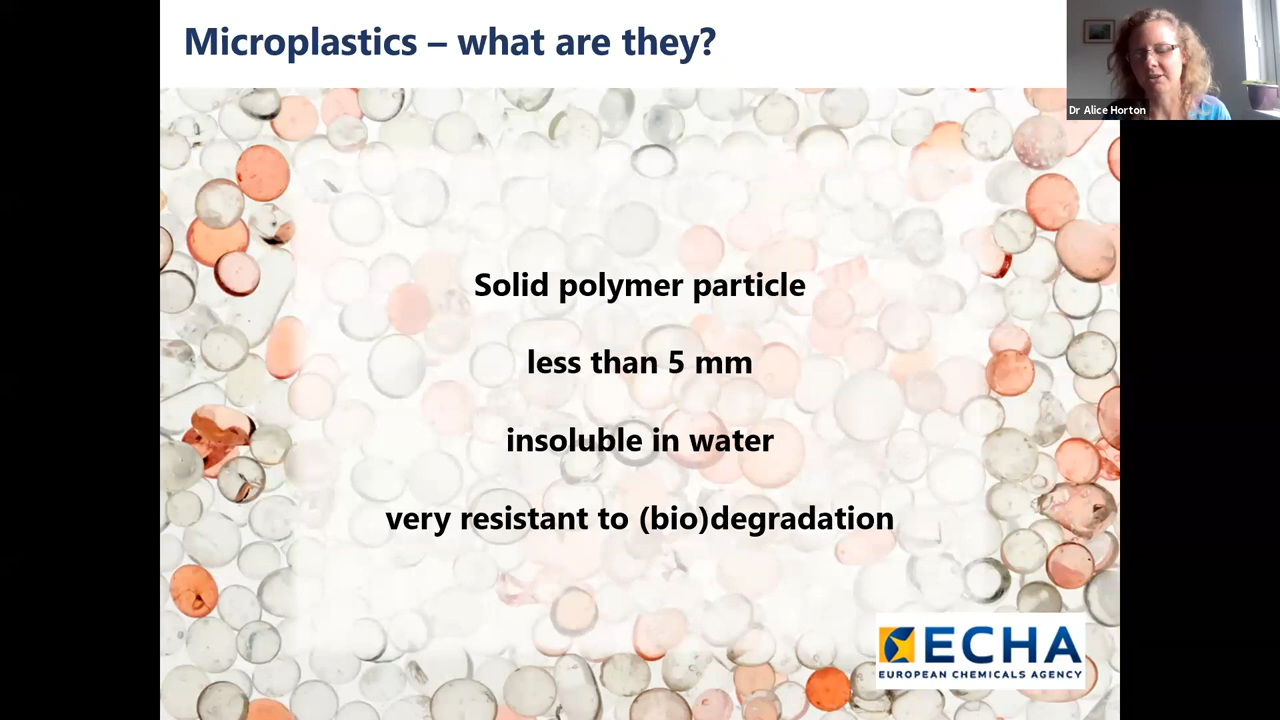 Microplastics – what are they?
Dr Alice Horton
Solid polymer particle
less than 5 mm
insoluble in water
very resistant to (bio)degradation
ECHA
EUROPEAN CHEMICALS AGENCY